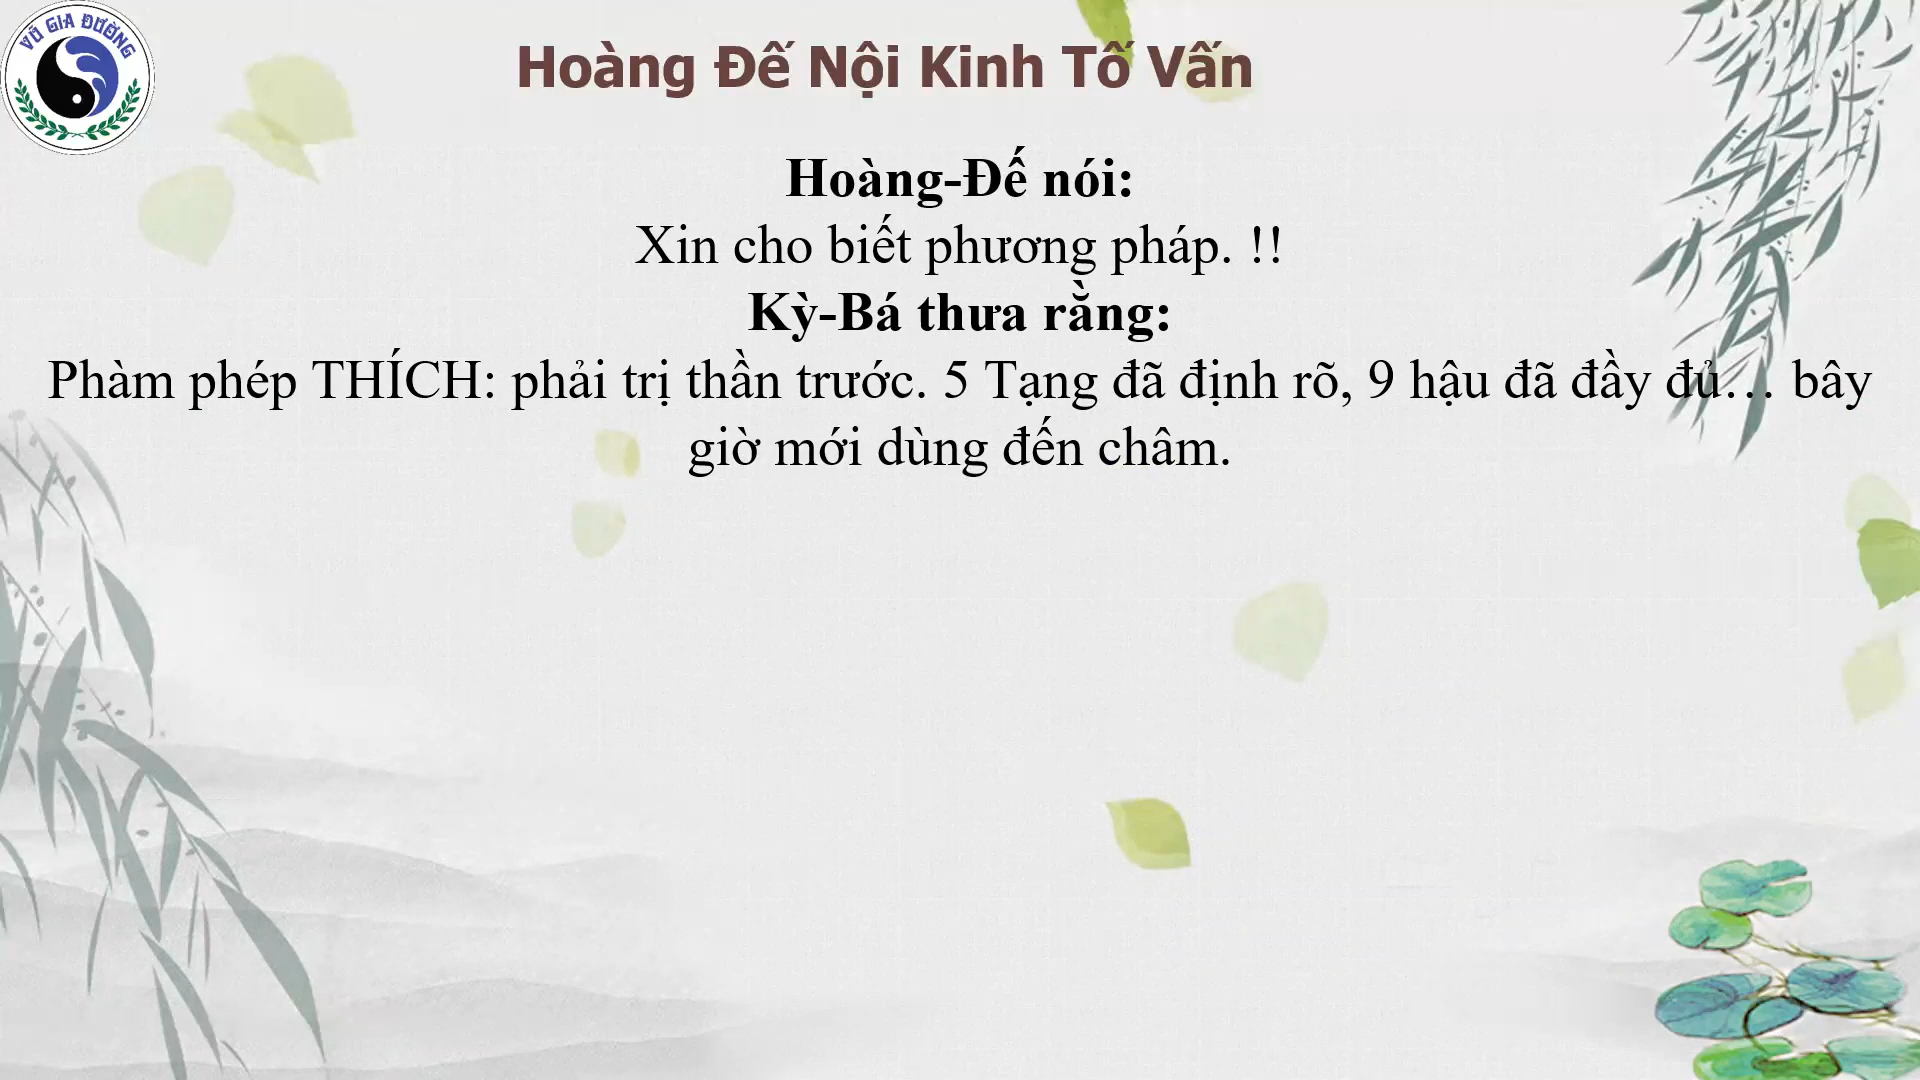 VÕ GIA ĐƯỜNG
Hoàng Đế Nội Kinh Tố Vấn
Hoàng-Đế nói:
Xin cho biết phương pháp. !!
Kỳ-Bá thưa rằng:
Phàm phép THÍCH: phải trị thần trước. 5 Tạng đã định rõ, 9 hậu đã đầy đủ… bây
giờ mới dùng đến châm.